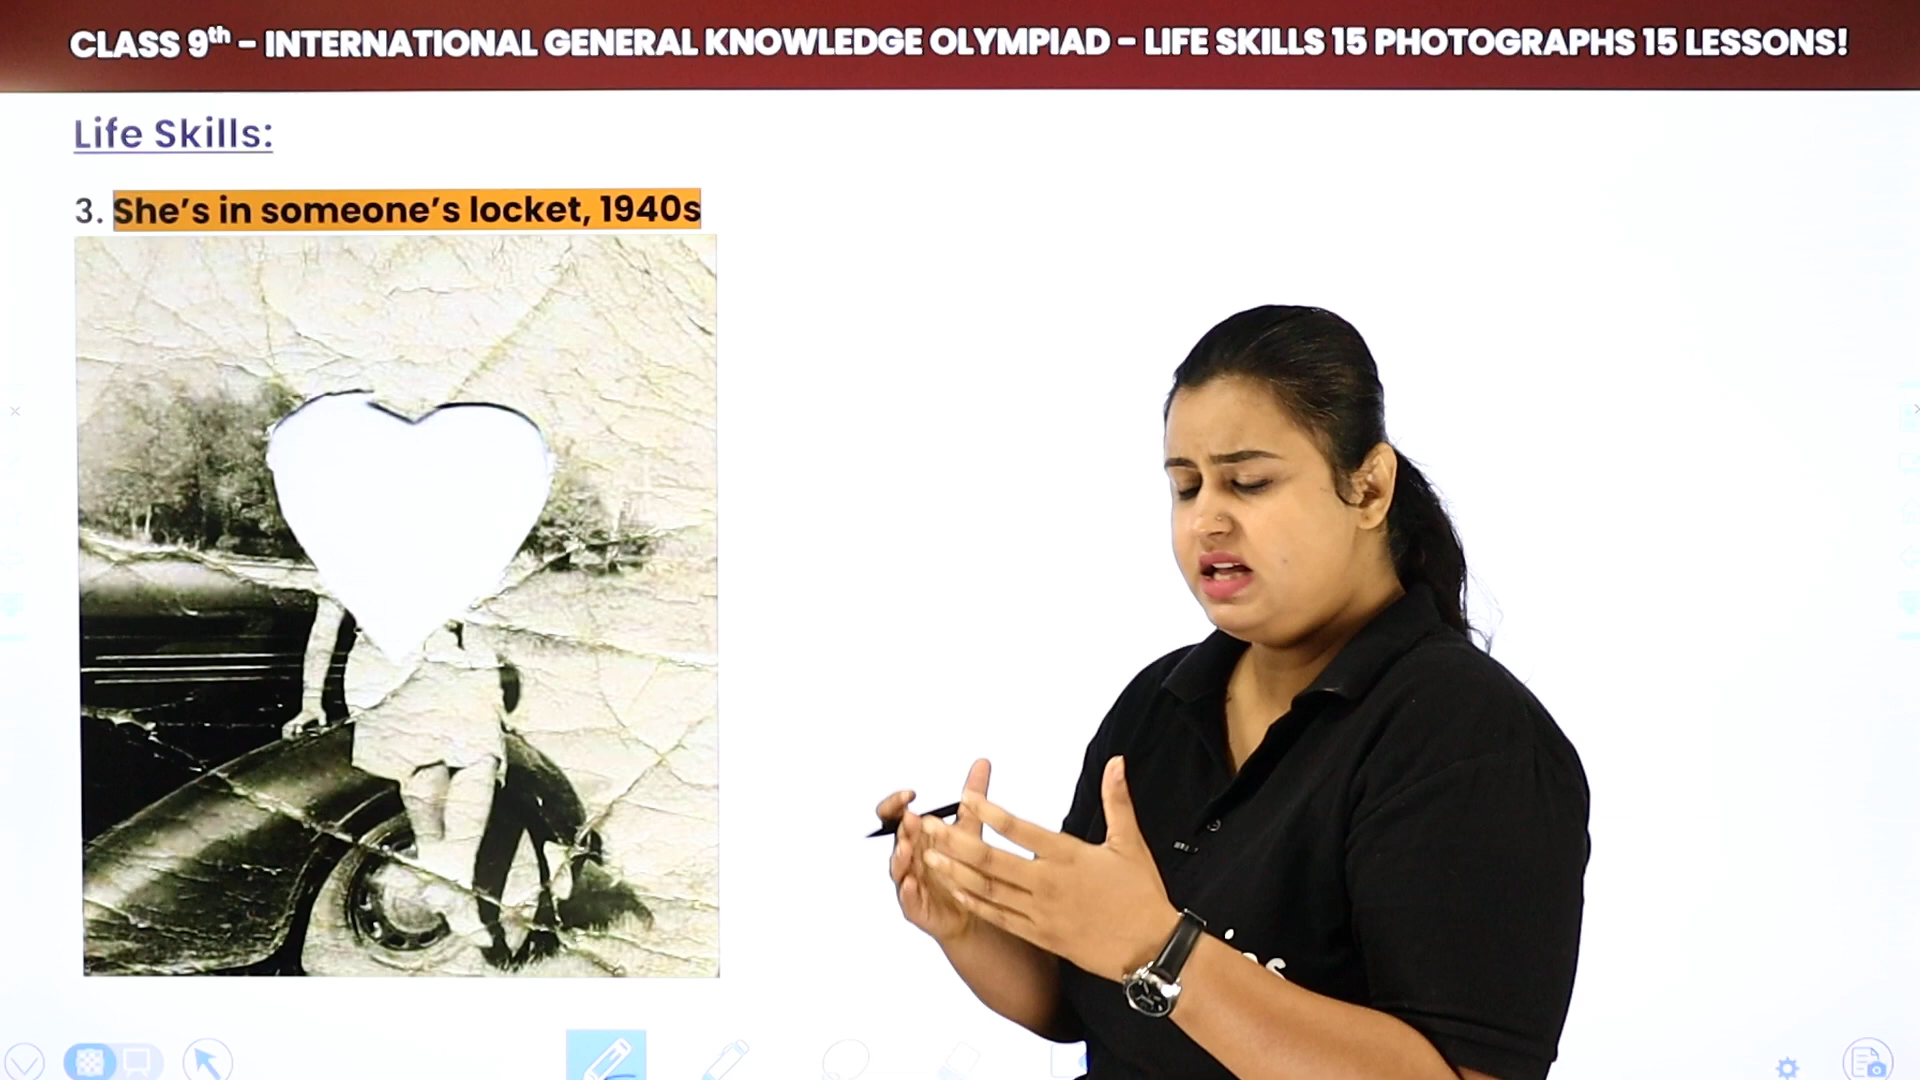 CLASS 9th - INTERNATIONAL GENERAL KNOWLEDGE OLYMPIAD - LIFE SKILLS 15 PHOTOGRAPHS 15 LESSONS!
Life Skills:
3. She's in someone's locket, 1940s